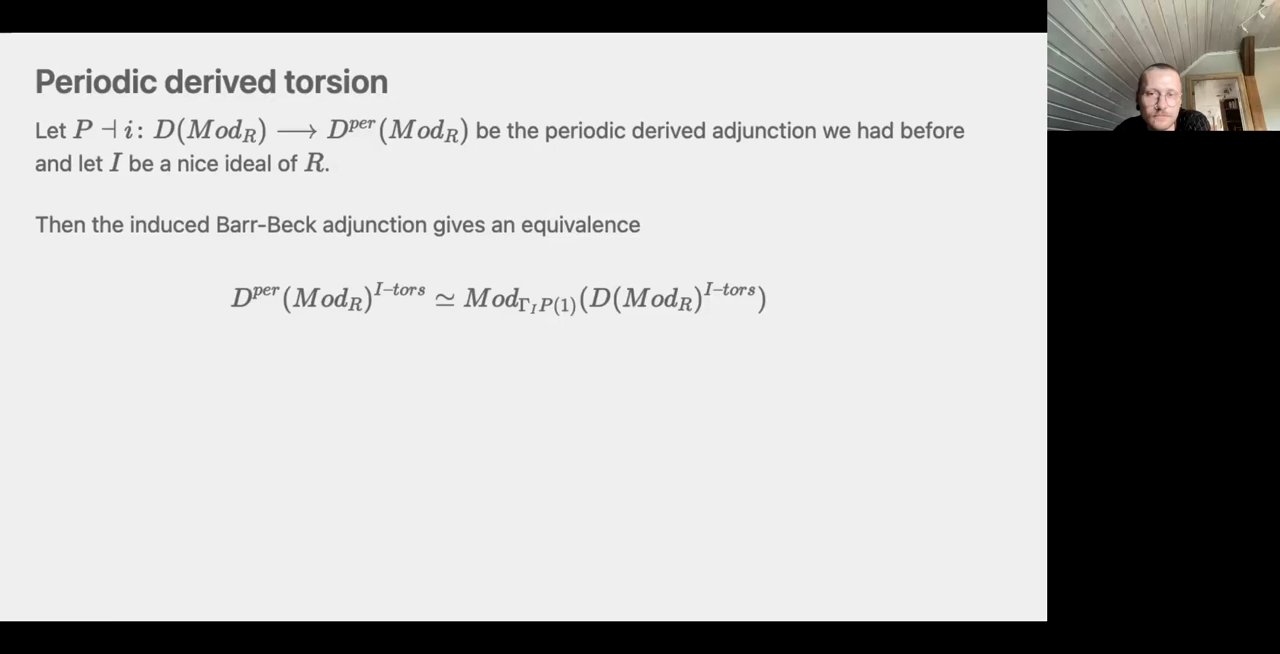 Periodic derived torsion
Let P ⊣ i: D(Mod_R) ⟶ D^{per}(Mod_R) be the periodic derived adjunction we had before
and let I be a nice ideal of R.
Then the induced Barr-Beck adjunction gives an equivalence
D^{per}(Mod_R)^{I-tors} ≃ Mod_{Γ_I P(1)}(D(Mod_R)^{I-tors})